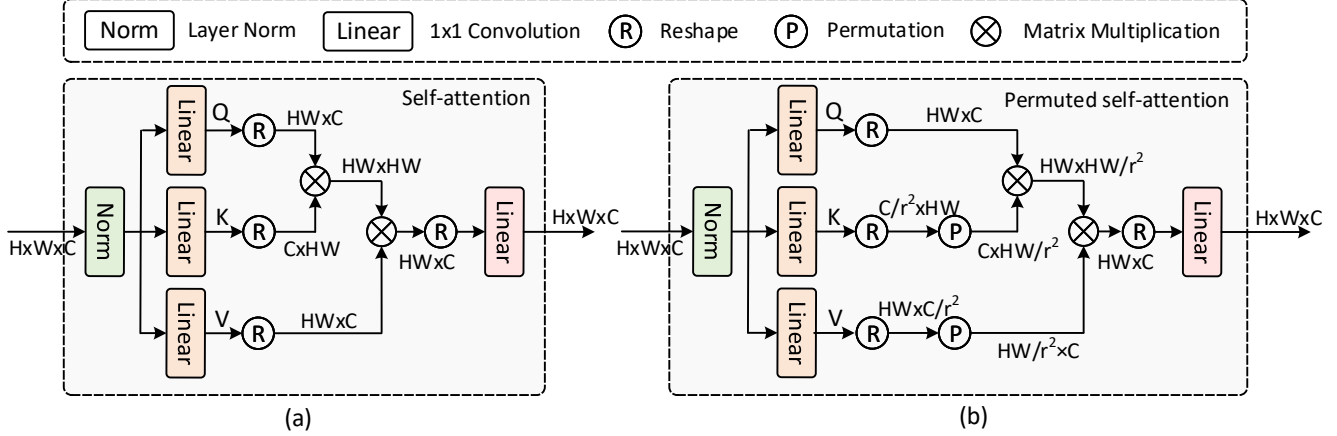 Norm Layer Norm Linear 1x1 Convolution R Reshape P Permutation Matrix Multiplication
Self-attention
Linear Q R HWxC
HWxHW
HxWxC Norm Linear K R CxHW
HWxC R Linear HxWxC
Linear V R HWxC
(a)
Permuted self-attention
Linear Q R HWxC
HWxHW/r²
HxWxC Norm Linear K R C/r²xHW P CxHW/r²
HWxC R Linear HxWxC
Linear V R HWxC/r² P HW/r²×C
(b)